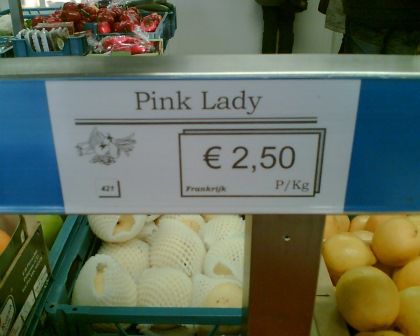 Pink Lady
€ 2,50
421
Frankrijk
P/Kg